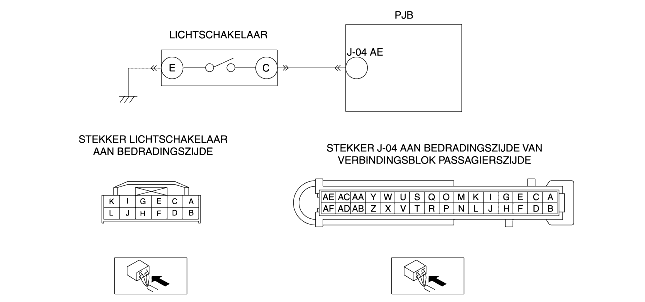 PJB
LICHTSCHAKELAAR
J-04 AE
E C
STEKKER LICHTSCHAKELAAR
AAN BEDRADINGSZIJDE
STEKKER J-04 AAN BEDRADINGSZIJDE VAN
VERBINDINGSBLOK PASSAGIERSZIJDE
K I G E C A
L J H F D B
AE AC AA Y W U S Q O M K I G E C A
AF AD AB Z X V T R P N L J H F D B